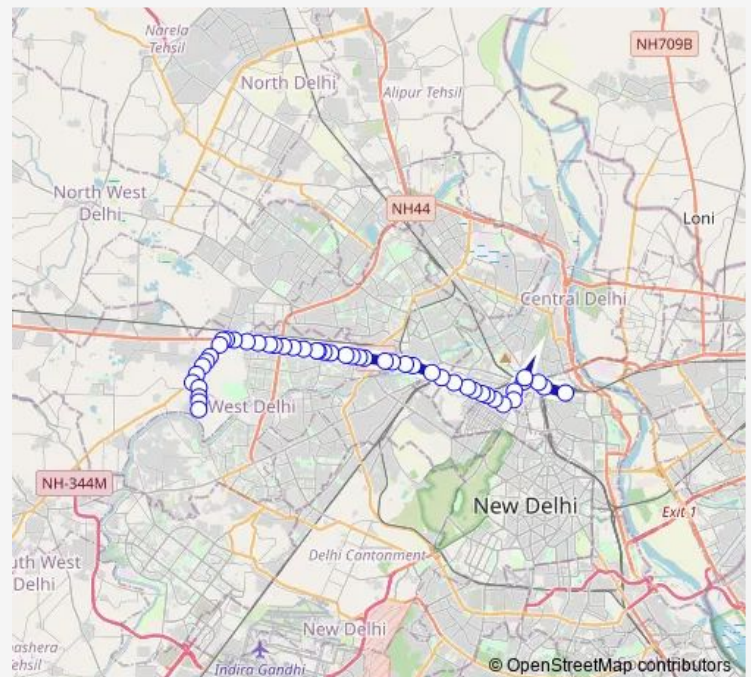 Narela
Tehsil
NH709B
North Delhi
Alipur Tehsil
North West
Delhi
NH44
Loni
Central Delhi
West Delhi
NH-344M
New Delhi
Exit 1
Delhi Cantonment
uth West
Delhi
New Delhi
ashera
ehsil
Indira Gandhi
© OpenStreetMap contributors